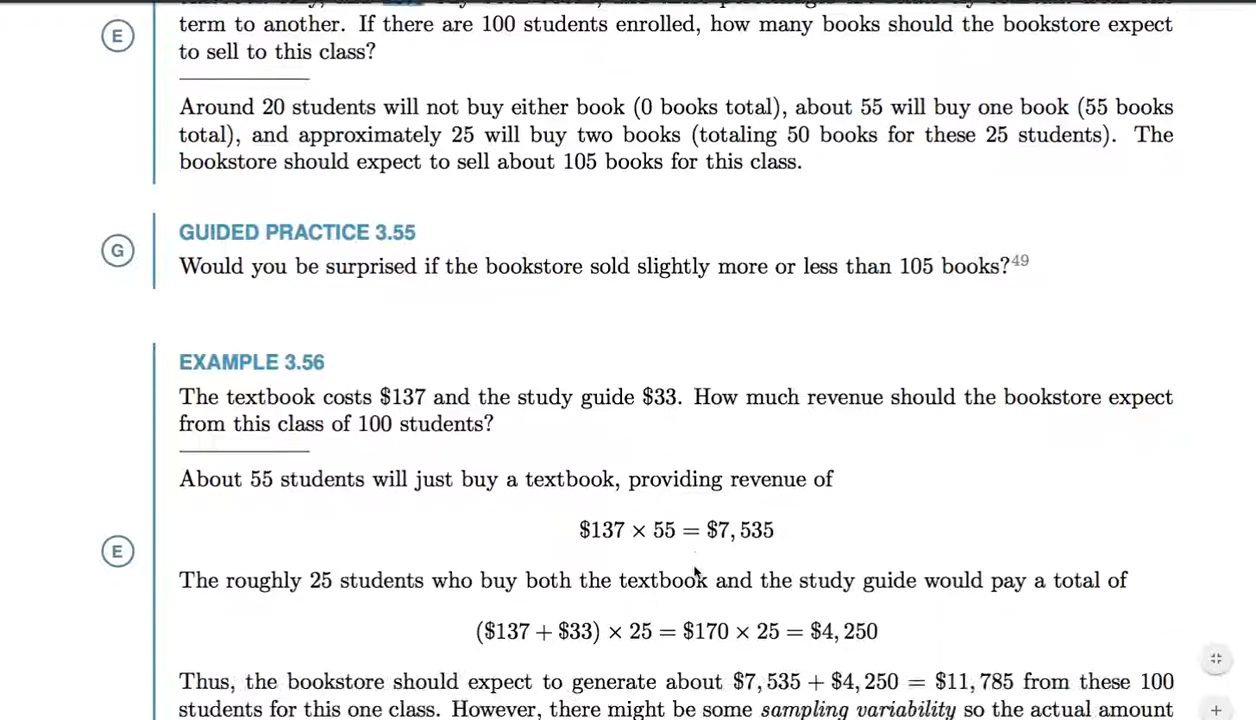 term to another. If there are 100 students enrolled, how many books should the bookstore expect
E
to sell to this class?
Around 20 students will not buy either book (0 books total), about 55 will buy one book (55 books
total), and approximately 25 will buy two books (totaling 50 books for these 25 students). The
bookstore should expect to sell about 105 books for this class.
GUIDED PRACTICE 3.55
G
Would you be surprised if the bookstore sold slightly more or less than 105 books?49
EXAMPLE 3.56
The textbook costs $137 and the study guide $33. How much revenue should the bookstore expect
from this class of 100 students?
About 55 students will just buy a textbook, providing revenue of
$137 × 55 = $7, 535
E
The roughly 25 students who buy both the textbook and the study guide would pay a total of
($137 + $33) × 25 = $170 × 25 = $4, 250
Thus, the bookstore should expect to generate about $7, 535 + $4, 250 = $11, 785 from these 100
students for this one class. However, there might be some sampling variability so the actual amount